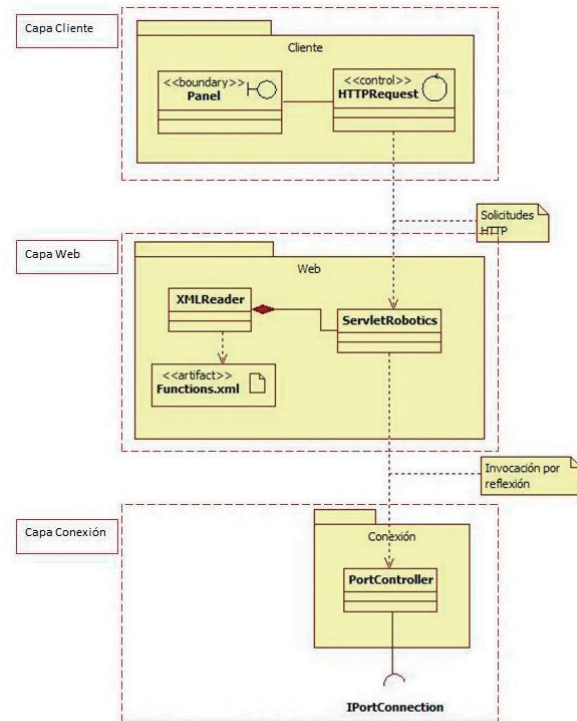 Capa Cliente
Cliente
<<boundary>>
Panel
<<control>>
HTTPRequest
Solicitudes
HTTP
Capa Web
Web
XMLReader
ServletRobotics
<<artifact>>
Functions.xml
Invocación por
reflexión
Capa Conexión
Conexión
PortController
IPortConnection